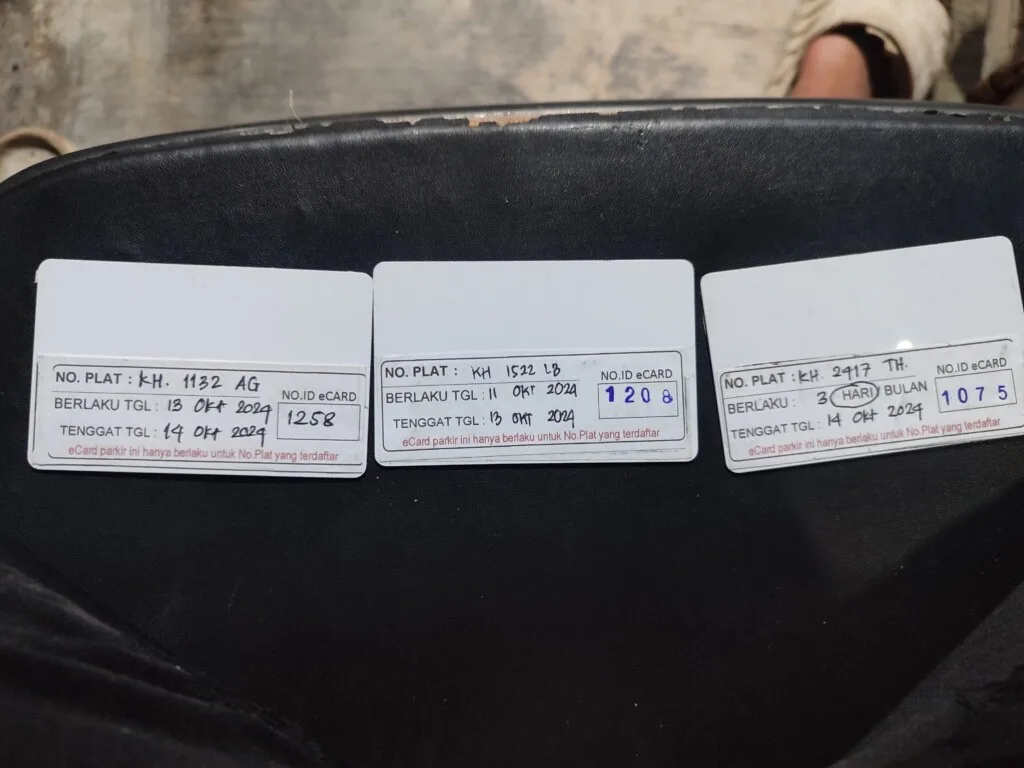 NO. PLAT : KH. 1132 AG
BERLAKU TGL : 13 OKT 2024
NO.ID eCARD
1258
TENGGAT TGL : 14 OKT 2024
eCard parkir ini hanya berlaku untuk No.Plat yang terdaftar
NO. PLAT : KH 1522 LB
BERLAKU TGL : 11 OKT 2024
NO.ID eCARD
1208
TENGGAT TGL : 13 OKT 2024
eCard parkir ini hanya berlaku untuk No.Plat yang terdaftar
NO. PLAT : KH. 2417 TH.
BERLAKU : 3 HARI BULAN
NO.ID eCARD
1075
TENGGAT TGL : 14 OKT 2024
eCard parkir ini hanya berlaku untuk No.Plat yang terdaftar